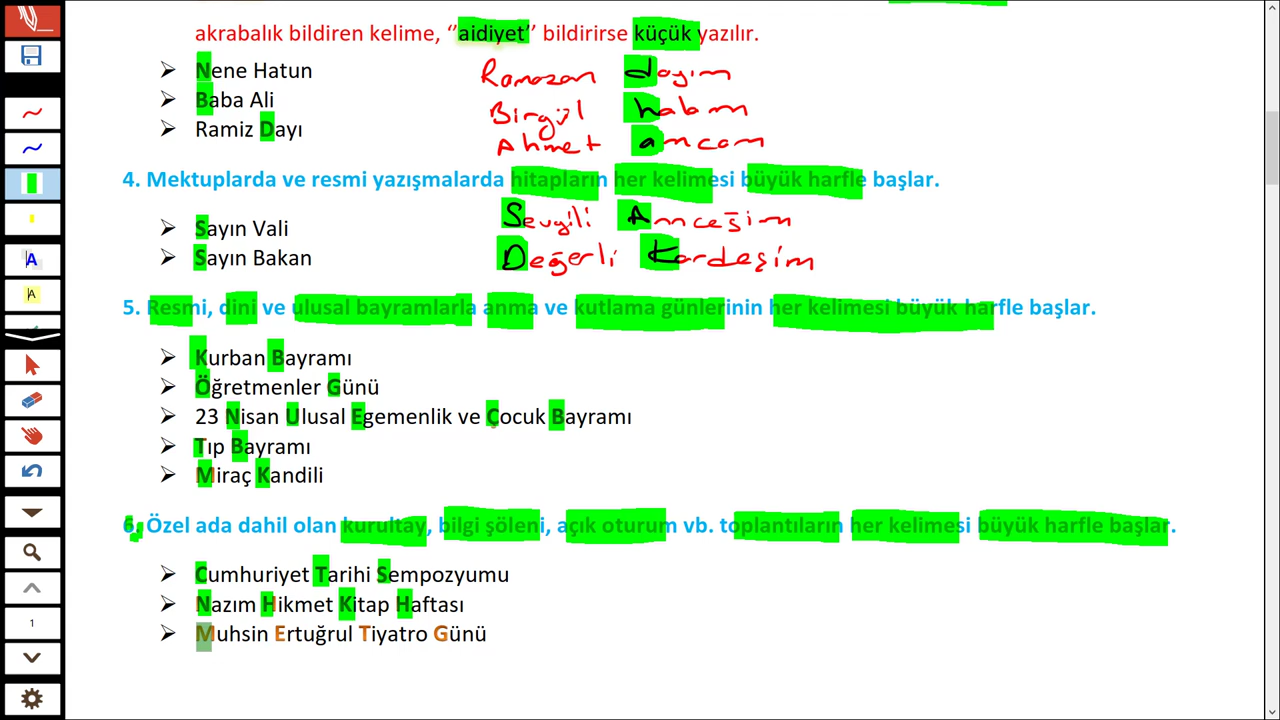 akrabalık bildiren kelime, “aidiyet” bildirirse küçük yazılır.
Nene Hatun
Baba Ali
Ramiz Dayı
Ramazan dayım
Birgül halam
Ahmet amcam
4. Mektuplarda ve resmi yazışmalarda hitapların her kelimesi büyük harfle başlar.
Sayın Vali
Sayın Bakan
Sevgili Amceşim
Değerli Kardeşim
5. Resmi, dini ve ulusal bayramlarla anma ve kutlama günlerinin her kelimesi büyük harfle başlar.
Kurban Bayramı
Öğretmenler Günü
23 Nisan Ulusal Egemenlik ve Çocuk Bayramı
Tıp Bayramı
Miraç Kandili
6. Özel ada dahil olan kurultay, bilgi şöleni, açık oturum vb. toplantıların her kelimesi büyük harfle başlar.
Cumhuriyet Tarihi Sempozyumu
Nazım Hikmet Kitap Haftası
Muhsin Ertuğrul Tiyatro Günü
A
A
1